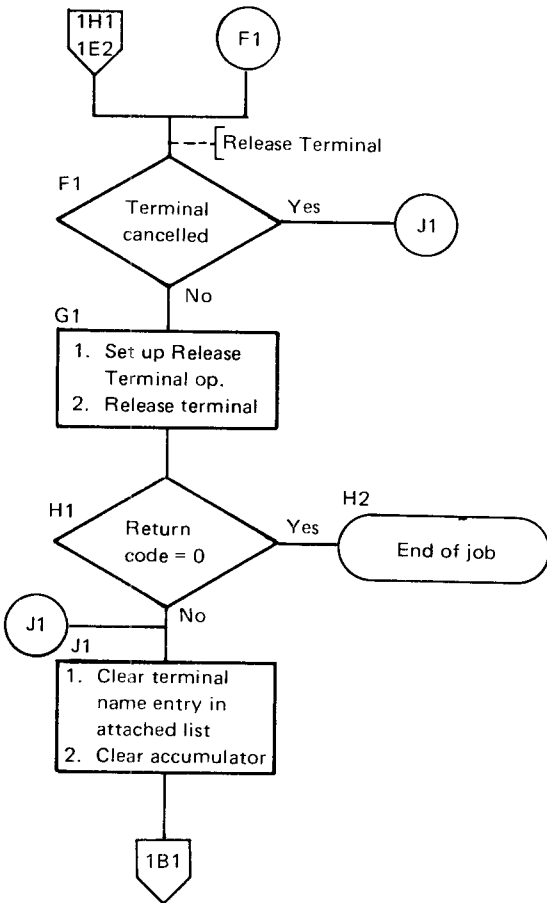 1H1
1E2
F1
Release Terminal
F1
Terminal
cancelled
Yes
J1
No
G1
1. Set up Release
Terminal op.
2. Release terminal
H1
Return
code = 0
Yes
H2
End of job
No
J1
J1
1. Clear terminal
name entry in
attached list
2. Clear accumulator
1B1